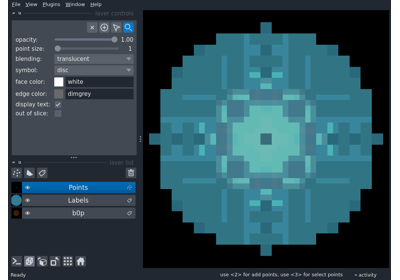 File View Plugins Window Help
layer controls
opacity: 1.00
point size: 1
blending: translucent
symbol: disc
face color: white
edge color: dimgrey
display text:
out of slice:
layer list
Points
Labels
b0p
Ready use <2> for add points, use <3> for select points activity